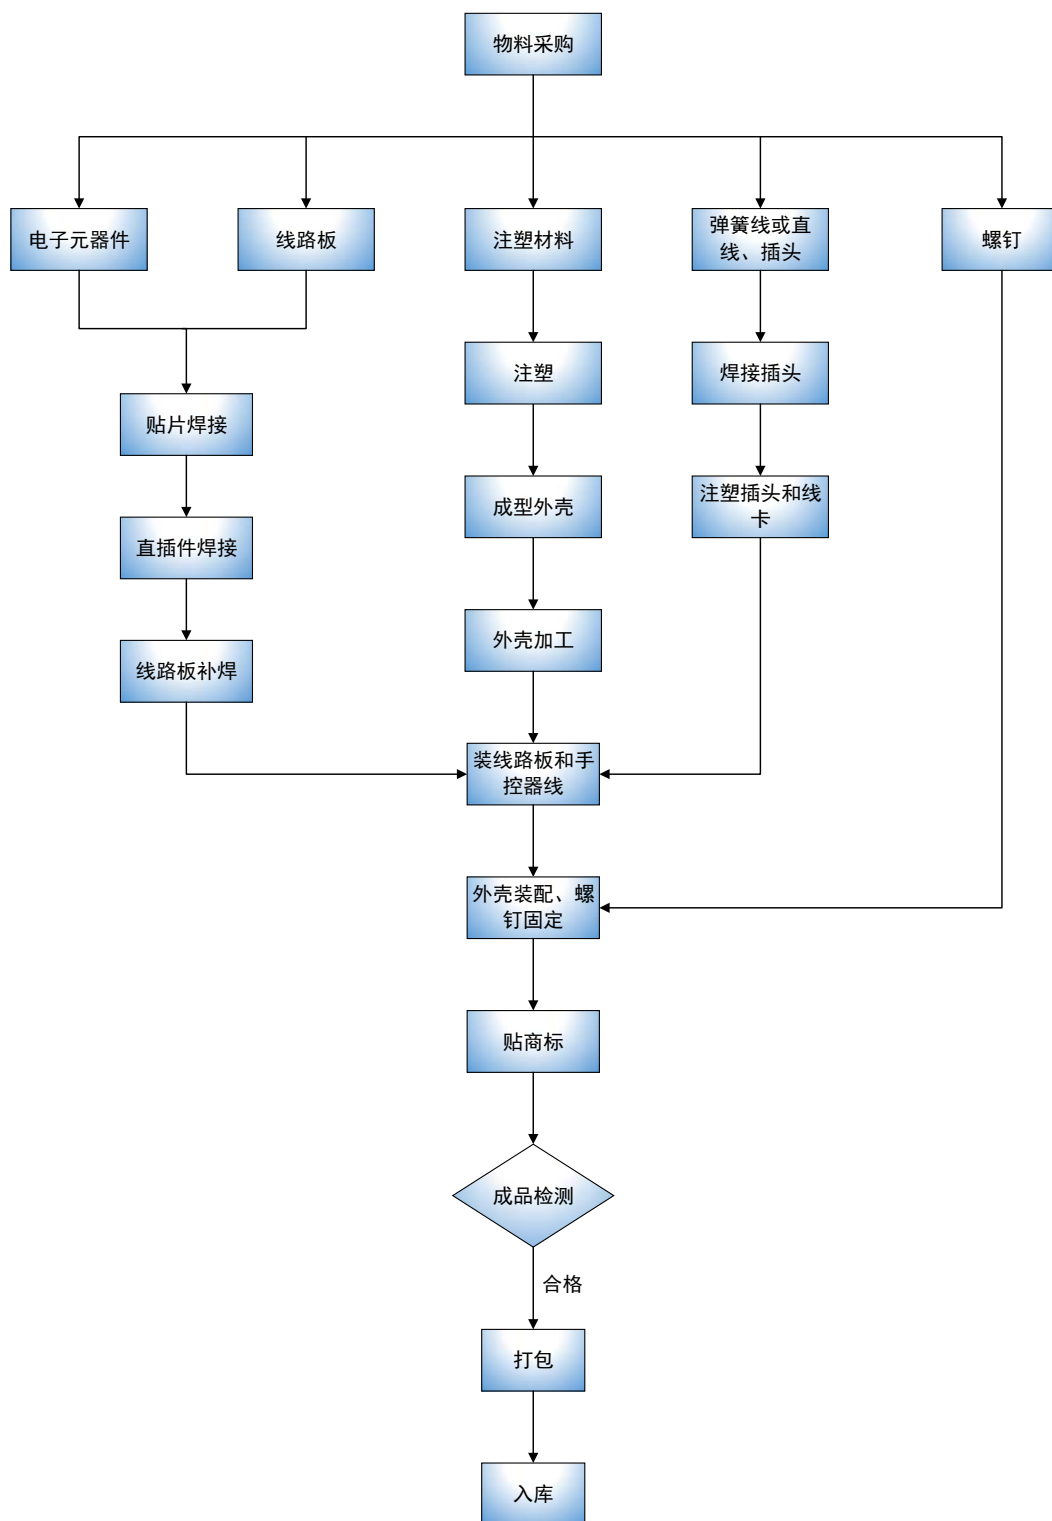 物料采购
电子元器件
线路板
注塑材料
弹簧线或直
线、插头
螺钉
注塑
焊接插头
贴片焊接
成型外壳
注塑插头和线
卡
直插件焊接
外壳加工
线路板补焊
装线路板和手
控器线
外壳装配、螺
钉固定
贴商标
成品检测
合格
打包
入库